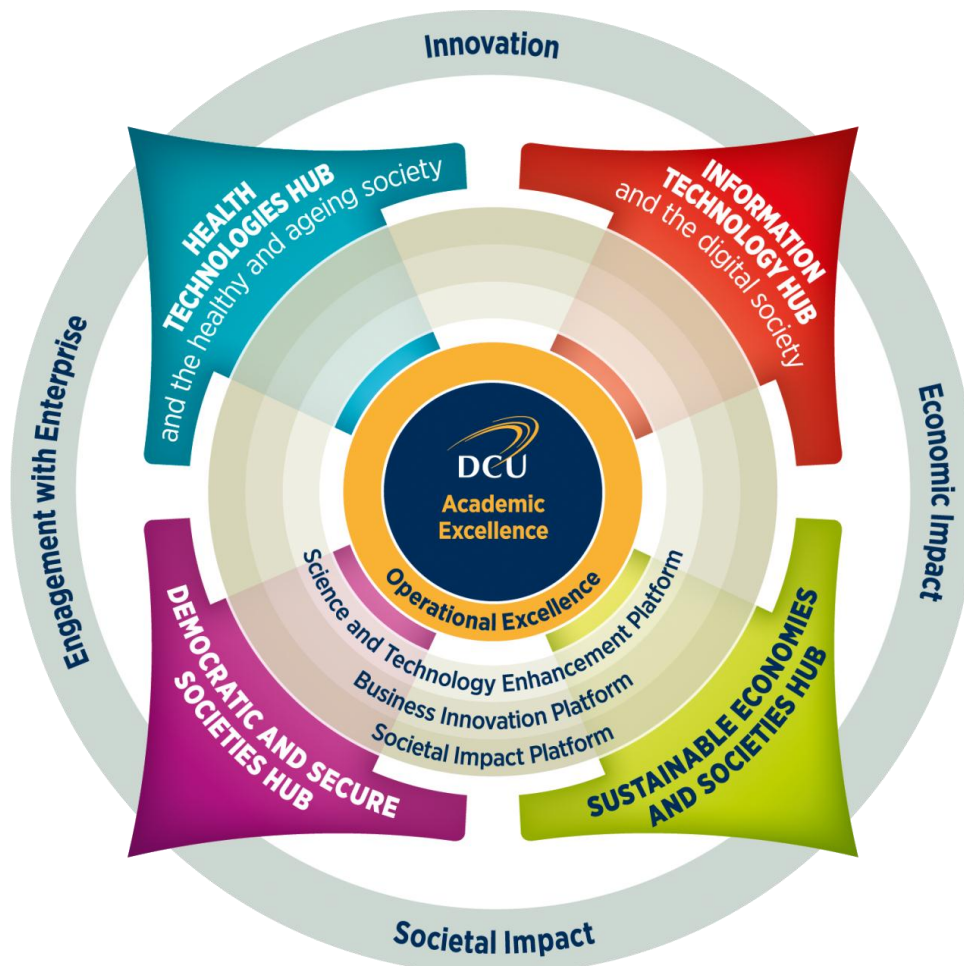 Innovation
HEALTH
TECHNOLOGIES HUB
and the healthy and ageing society
INFORMATION
TECHNOLOGY HUB
and the digital society
Engagement with Enterprise
Economic Impact
DCU
Academic
Excellence
Operational Excellence
Science and Technology Enhancement Platform
Business Innovation Platform
Societal Impact Platform
DEMOCRATIC AND SECURE
SOCIETIES HUB
SUSTAINABLE ECONOMIES
AND SOCIETIES HUB
Societal Impact